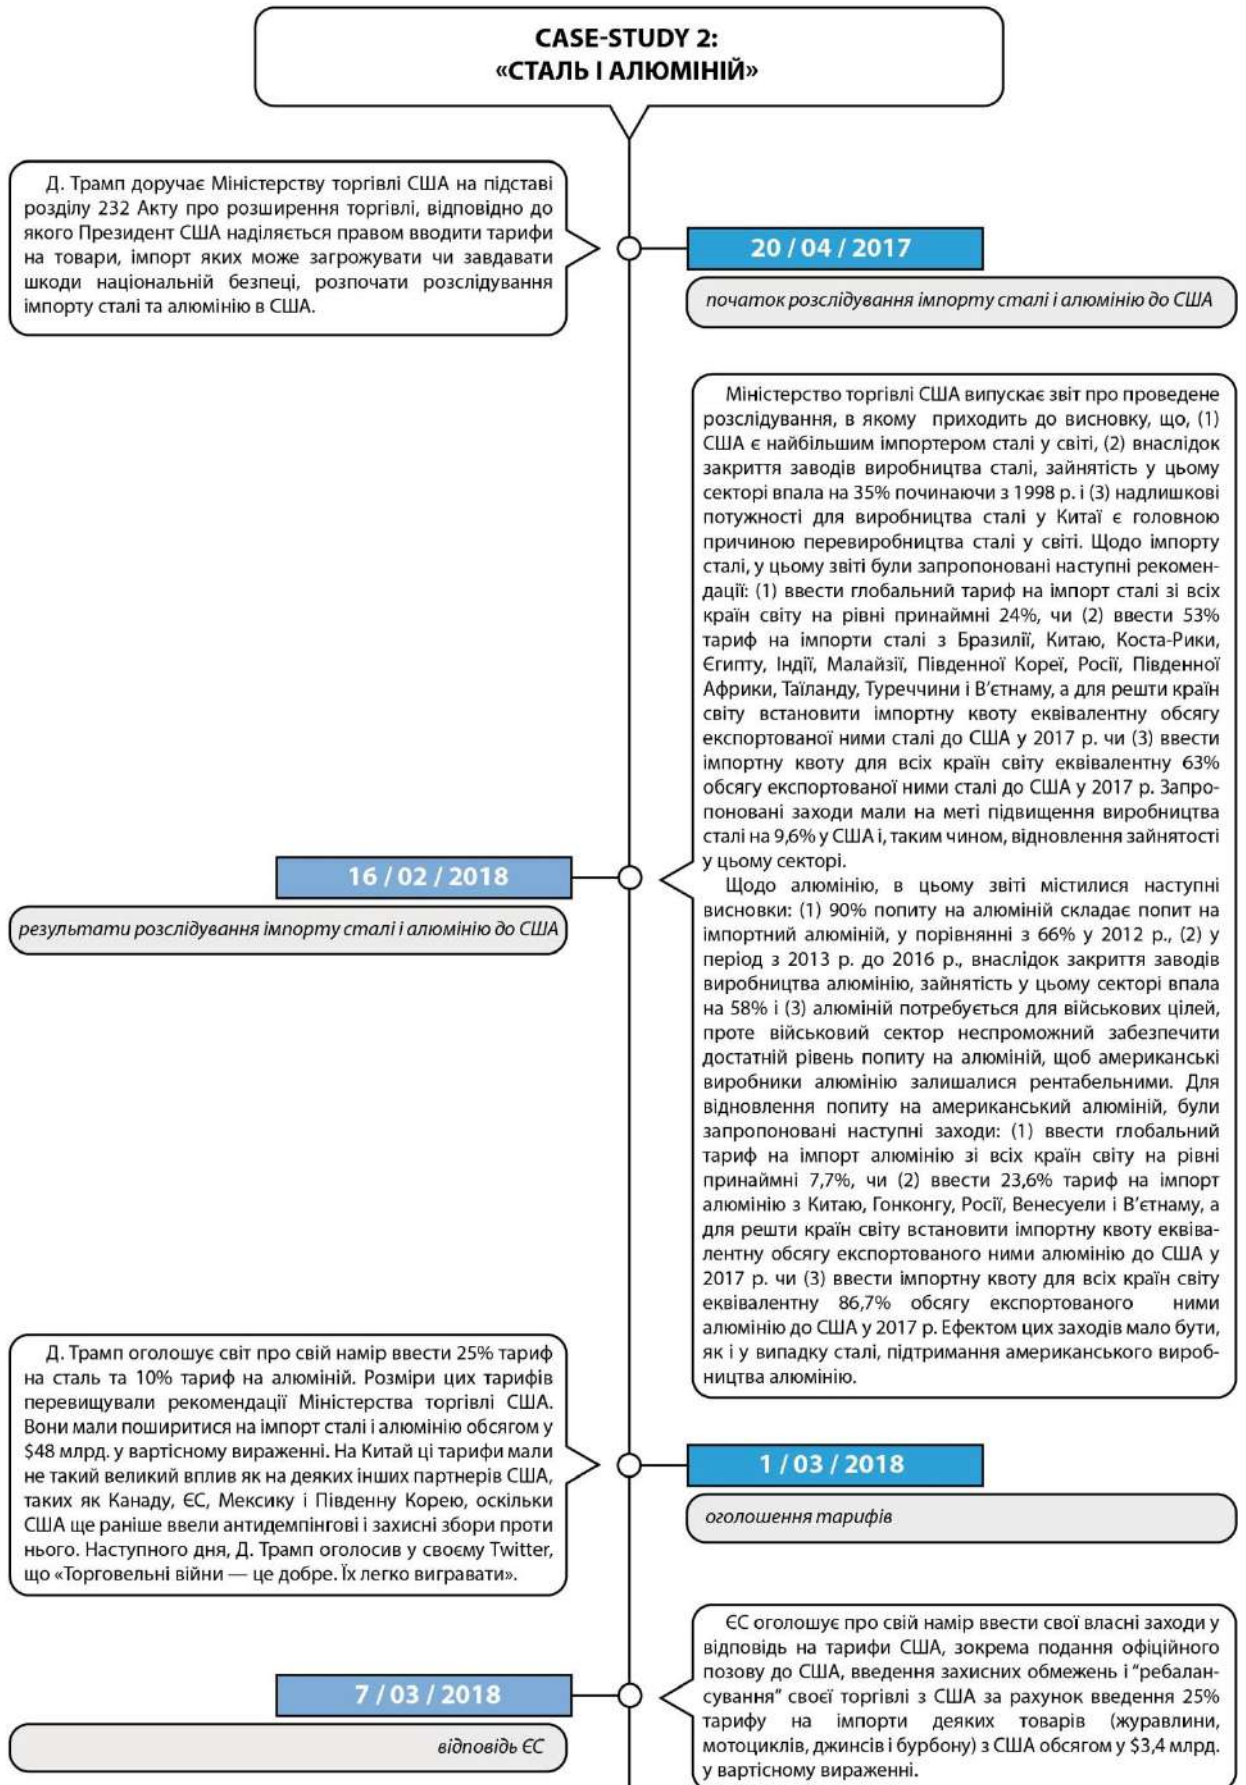 CASE-STUDY 2:
«СТАЛЬ І АЛЮМІНІЙ»
Д. Трамп доручає Міністерству торгівлі США на підставі
розділу 232 Акту про розширення торгівлі, відповідно до
якого Президент США наділяється правом вводити тарифи
на товари, імпорт яких може загрожувати чи завдавати
шкоди національній безпеці, розпочати розслідування
імпорту сталі та алюмінію в США.
20 / 04 / 2017
початок розслідування імпорту сталі і алюмінію до США
Міністерство торгівлі США випускає звіт про проведене
розслідування, в якому приходить до висновку, що, (1)
США є найбільшим імпортером сталі у світі, (2) внаслідок
закриття заводів виробництва сталі, зайнятість у цьому
секторі впала на 35% починаючи з 1998 р. і (3) надлишкові
потужності для виробництва сталі у Китаї є головною
причиною перевиробництва сталі у світі. Щодо імпорту
сталі, у цьому звіті були запропоновані наступні рекомен-
дації: (1) ввести глобальний тариф на імпорт сталі зі всіх
країн світу на рівні принаймні 24%, чи (2) ввести 53%
тариф на імпорти сталі з Бразилії, Китаю, Коста-Рики,
Єгипту, Індії, Малайзії, Південної Кореї, Росії, Південної
Африки, Таїланду, Туреччини і В’єтнаму, а для решти країн
світу встановити імпортну квоту еквівалентну обсягу
експортованої ними сталі до США у 2017 р. чи (3) ввести
імпортну квоту для всіх країн світу еквівалентну 63%
обсягу експортованої ними сталі до США у 2017 р. Запро-
поновані заходи мали на меті підвищення виробництва
сталі на 9,6% у США і, таким чином, відновлення зайнятості
у цьому секторі.
16 / 02 / 2018
результати розслідування імпорту сталі і алюмінію до США
Щодо алюмінію, в цьому звіті містилися наступні
висновки: (1) 90% попиту на алюміній складає попит на
імпортний алюміній, у порівнянні з 66% у 2012 р., (2) у
період з 2013 р. до 2016 р., внаслідок закриття заводів
виробництва алюмінію, зайнятість у цьому секторі впала
на 58% і (3) алюміній потребується для військових цілей,
проте військовий сектор неспроможний забезпечити
достатній рівень попиту на алюміній, щоб американські
виробники алюмінію залишалися рентабельними. Для
відновлення попиту на американський алюміній, були
запропоновані наступні заходи: (1) ввести глобальний
тариф на імпорт алюмінію зі всіх країн світу на рівні
принаймні 7,7%, чи (2) ввести 23,6% тариф на імпорт
алюмінію з Китаю, Гонконгу, Росії, Венесуели і В’єтнаму, а
для решти країн світу встановити імпортну квоту еквіва-
лентну обсягу експортованого ними алюмінію до США у
2017 р. чи (3) ввести імпортну квоту для всіх країн світу
еквівалентну 86,7% обсягу експортованого ними
алюмінію до США у 2017 р. Ефектом цих заходів мало бути,
як і у випадку сталі, підтримання американського вироб-
ництва алюмінію.
Д. Трамп оголошує світ про свій намір ввести 25% тариф
на сталь та 10% тариф на алюміній. Розміри цих тарифів
перевищували рекомендації Міністерства торгівлі США.
Вони мали поширитися на імпорт сталі і алюмінію обсягом у
$48 млрд. у вартісному вираженні. На Китай ці тарифи мали
не такий великий вплив як на деяких інших партнерів США,
таких як Канаду, ЄС, Мексику і Південну Корею, оскільки
США ще раніше ввели антидемпінгові і захисні збори проти
нього. Наступного дня, Д. Трамп оголосив у своєму Twitter,
що «Торговельні війни — це добре. Їх легко вигравати».
1 / 03 / 2018
оголошення тарифів
ЄС оголошує про свій намір ввести свої власні заходи у
відповідь на тарифи США, зокрема подання офіційного
позову до США, введення захисних обмежень і “ребалан-
сування” своєї торгівлі з США за рахунок введення 25%
тарифу на імпорти деяких товарів (журавлини,
мотоциклів, джинсів і бурбону) з США обсягом у $3,4 млрд.
у вартісному вираженні.
7 / 03 / 2018
відповідь ЄС